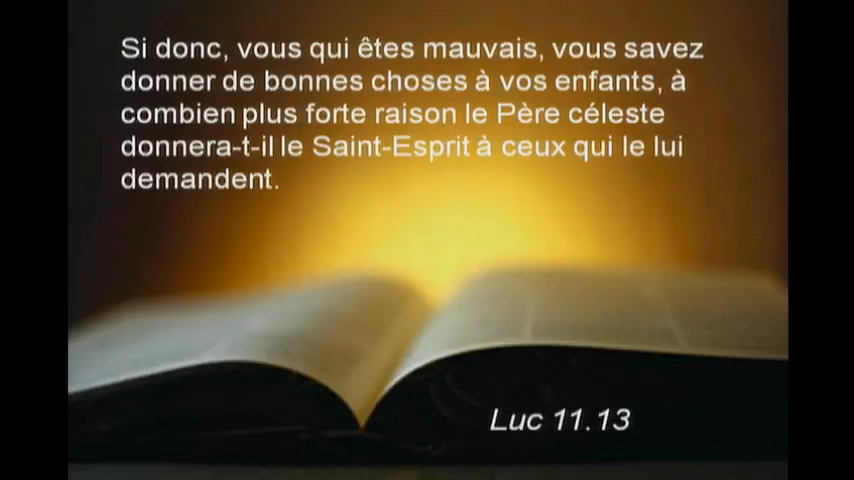 Si donc, vous qui êtes mauvais, vous savez
donner de bonnes choses à vos enfants, à
combien plus forte raison le Père céleste
donnera-t-il le Saint-Esprit à ceux qui le lui
demandent.
Luc 11.13